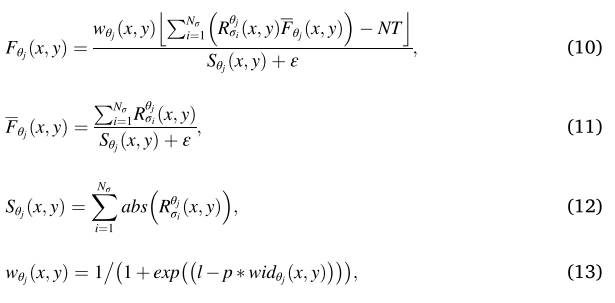 F_{θ_j}(x, y) = \frac{w_{θ_j}(x, y) ⌊ ∑_{i=1}^{N_σ} ( R_{σ_i}^{θ_j}(x, y) \overline{F}_{θ_j}(x, y) ) − NT ⌋}{S_{θ_j}(x, y) + ε}, (10)
\overline{F}_{θ_j}(x, y) = \frac{∑_{i=1}^{N_σ} R_{σ_i}^{θ_j}(x, y)}{S_{θ_j}(x, y) + ε}, (11)
S_{θ_j}(x, y) = ∑_{i=1}^{N_σ} abs( R_{σ_i}^{θ_j}(x, y) ), (12)
w_{θ_j}(x, y) = 1/(1 + exp((l − p ∗ wid_{θ_j}(x, y)))), (13)